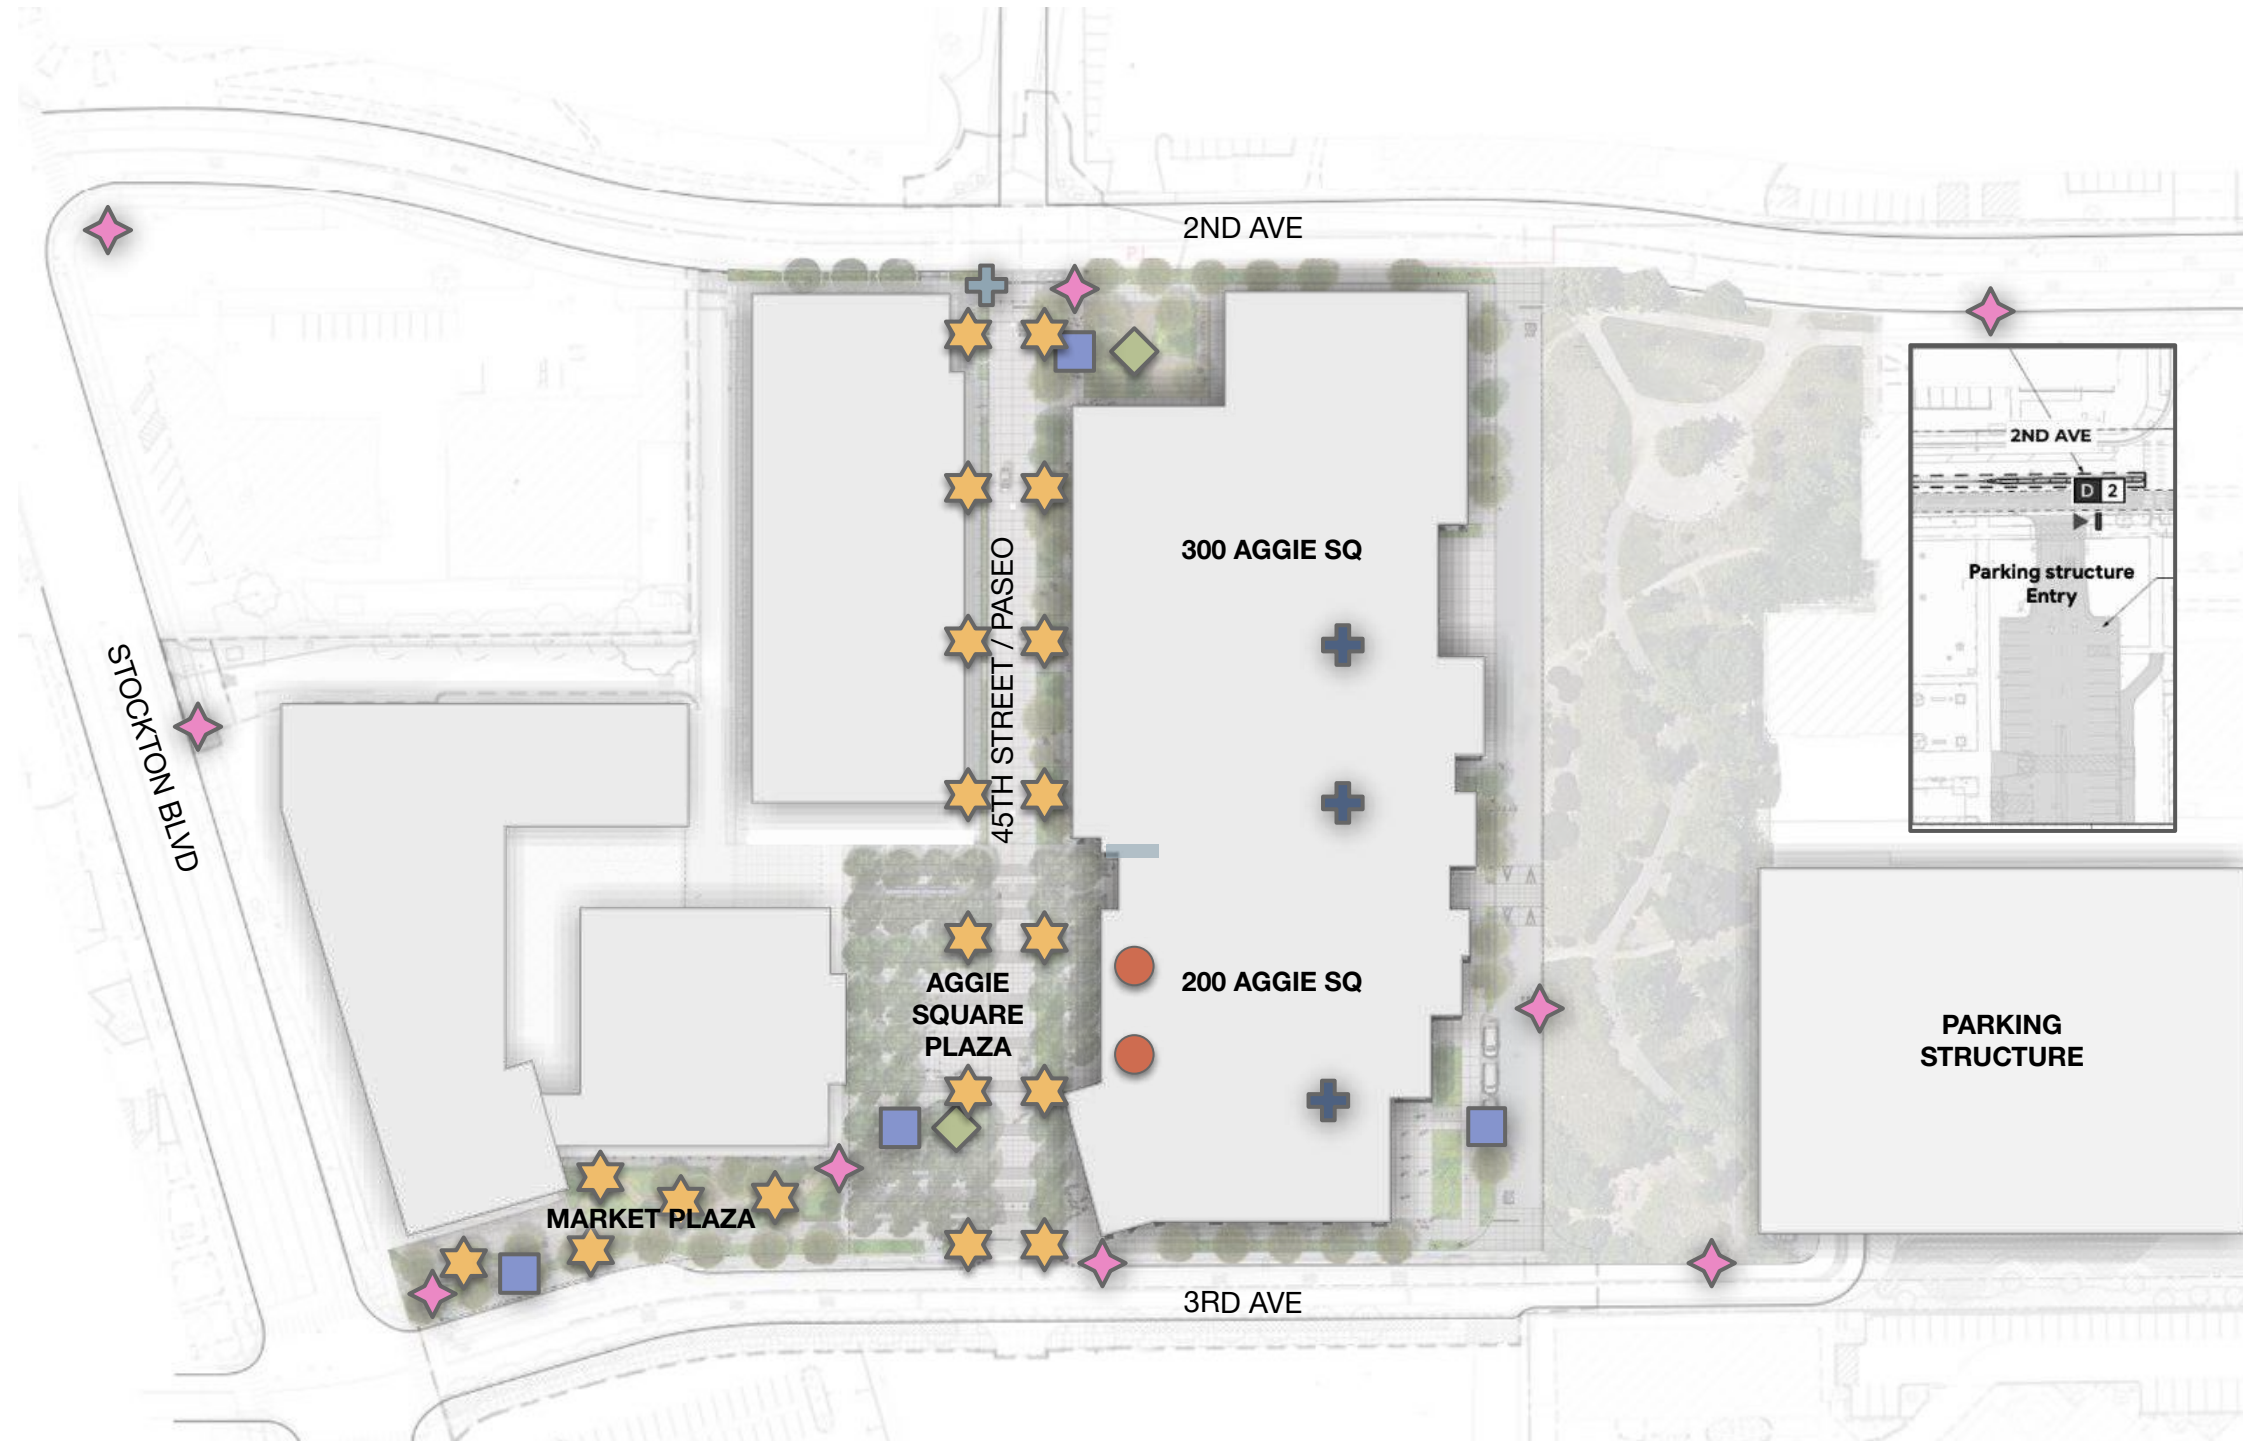 2ND AVE
2ND AVE
D 2
Parking structure
Entry
300 AGGIE SQ
45TH STREET / PASEO
STOCKTON BLVD
AGGIE
SQUARE
PLAZA
200 AGGIE SQ
PARKING
STRUCTURE
MARKET PLAZA
3RD AVE